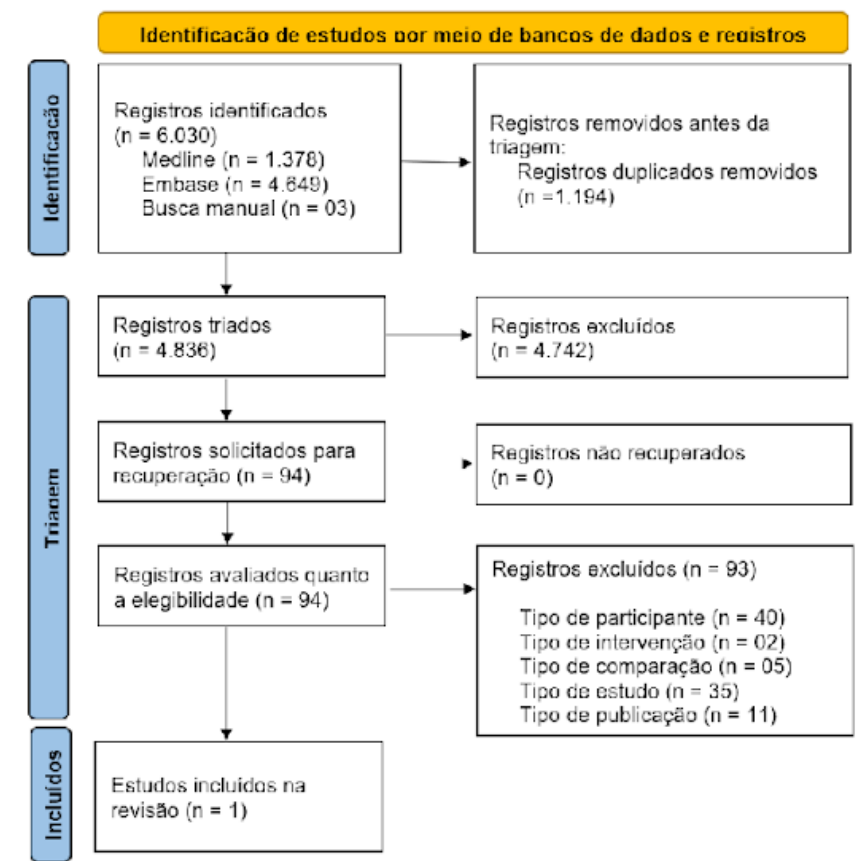 Identificação de estudos por meio de bancos de dados e registros
Identificação
Registros identificados
(n = 6.030)
Medline (n = 1.378)
Embase (n = 4.649)
Busca manual (n = 03)
Registros removidos antes da
triagem:
Registros duplicados removidos
(n =1.194)
Triagem
Registros triados
(n = 4.836)
Registros excluídos
(n = 4.742)
Registros solicitados para
recuperação (n = 94)
Registros não recuperados
(n = 0)
Registros avaliados quanto
a elegibilidade (n = 94)
Registros excluídos (n = 93)
Tipo de participante (n = 40)
Tipo de intervenção (n = 02)
Tipo de comparação (n = 05)
Tipo de estudo (n = 35)
Tipo de publicação (n = 11)
Incluídos
Estudos incluídos na
revisão (n = 1)